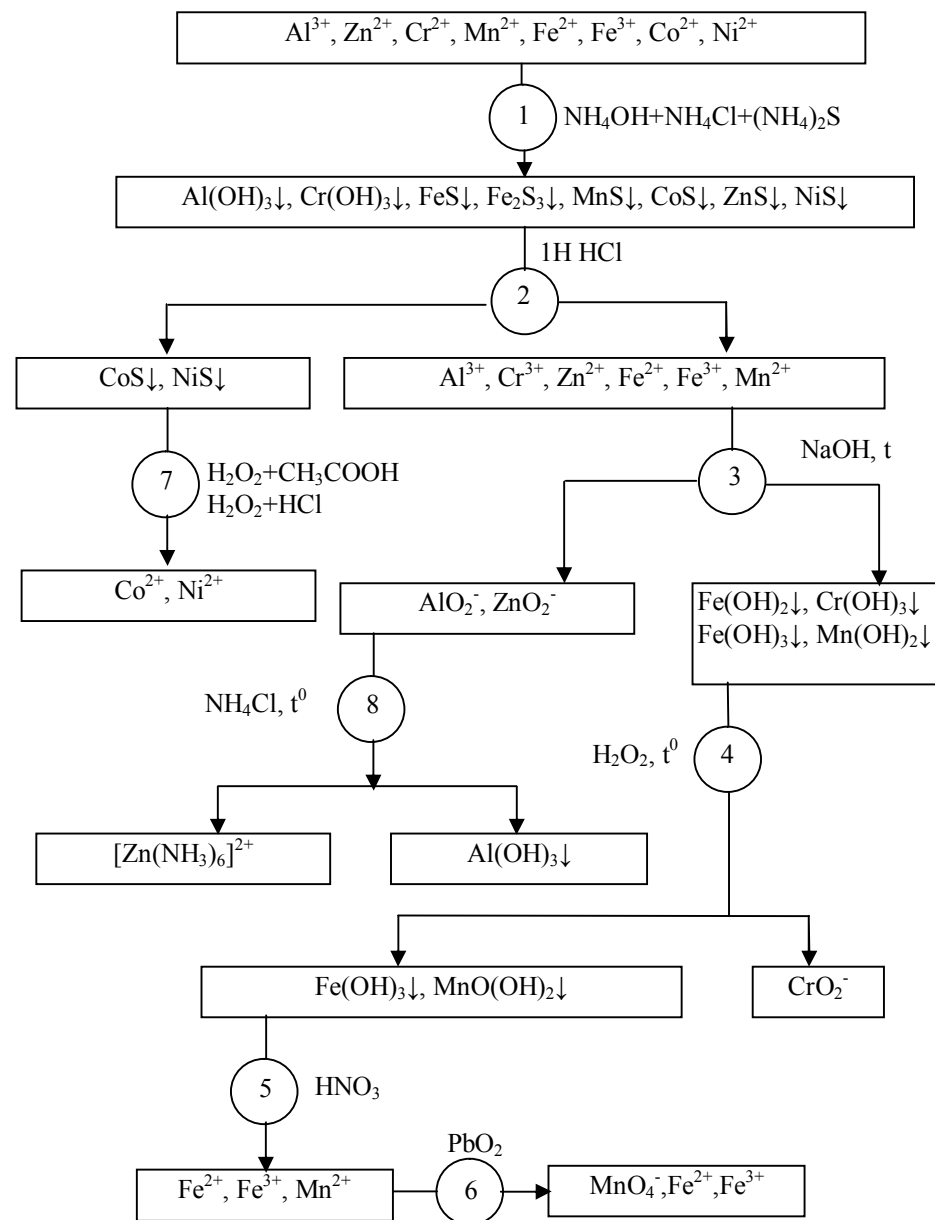 Al³⁺, Zn²⁺, Cr²⁺, Mn²⁺, Fe²⁺, Fe³⁺, Co²⁺, Ni²⁺
1
NH₄OH+NH₄Cl+(NH₄)₂S
Al(OH)₃↓, Cr(OH)₃↓, FeS↓, Fe₂S₃↓, MnS↓, CoS↓, ZnS↓, NiS↓
1H HCl
2
CoS↓, NiS↓
Al³⁺, Cr³⁺, Zn²⁺, Fe²⁺, Fe³⁺, Mn²⁺
7
H₂O₂+CH₃COOH
H₂O₂+HCl
NaOH, t
3
Co²⁺, Ni²⁺
AlO₂⁻, ZnO₂⁻
Fe(OH)₂↓, Cr(OH)₃↓
Fe(OH)₃↓, Mn(OH)₂↓
NH₄Cl, t⁰
8
H₂O₂, t⁰
4
[Zn(NH₃)₆]²⁺
Al(OH)₃↓
Fe(OH)₃↓, MnO(OH)₂↓
CrO₂⁻
5
HNO₃
Fe²⁺, Fe³⁺, Mn²⁺
PbO₂
6
MnO₄⁻,Fe²⁺,Fe³⁺